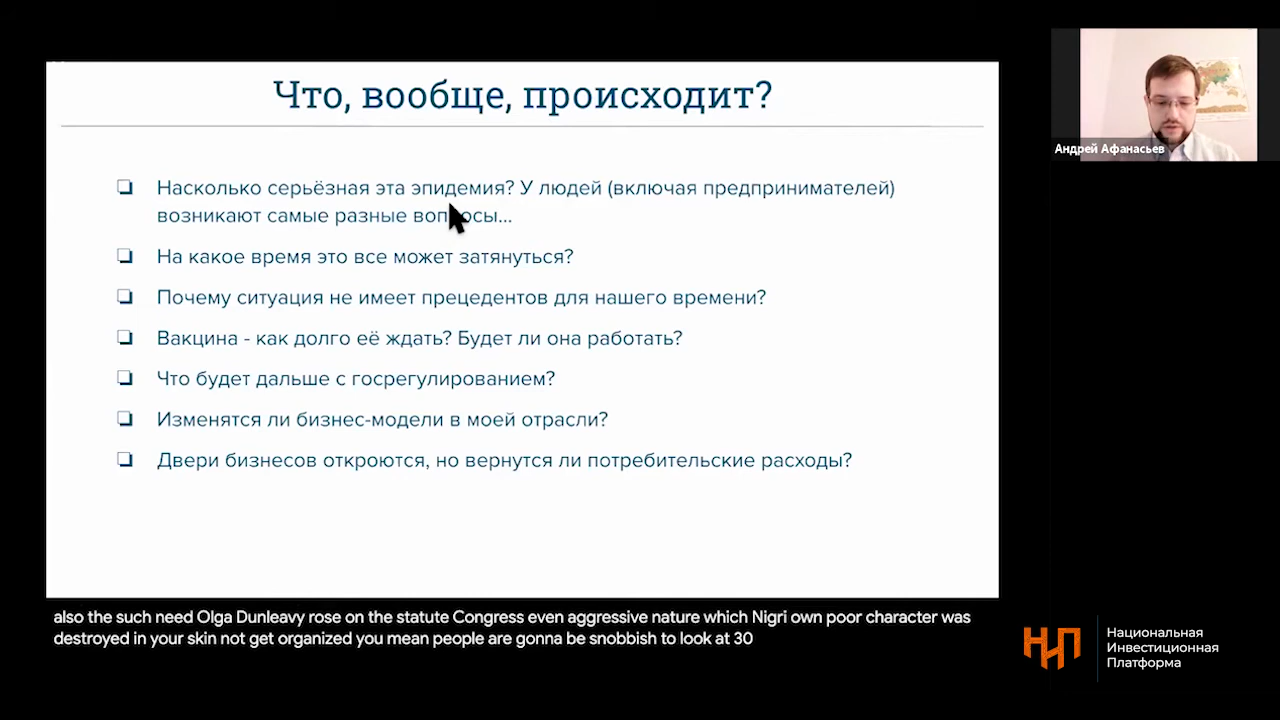 Что, вообще, происходит?
Насколько серьёзная эта эпидемия? У людей (включая предпринимателей)
возникают самые разные вопросы...
На какое время это все может затянуться?
Почему ситуация не имеет прецедентов для нашего времени?
Вакцина - как долго её ждать? Будет ли она работать?
Что будет дальше с госрегулированием?
Изменятся ли бизнес-модели в моей отрасли?
Двери бизнесов откроются, но вернутся ли потребительские расходы?
Андрей Афанасьев
also the such need Olga Dunleavy rose on the statute Congress even aggressive nature which Nigri own poor character was
destroyed in your skin not get organized you mean people are gonna be snobbish to look at 30
НИП
Национальная
Инвестиционная
Платформа